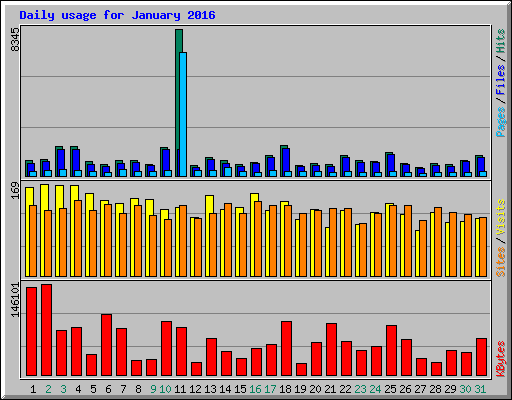 Daily usage for January 2016
8345
Pages / Files / Hits
169
Sites / Visits
146101
KBytes
1 2 3 4 5 6 7 8 9 10 11 12 13 14 15 16 17 18 19 20 21 22 23 24 25 26 27 28 29 30 31